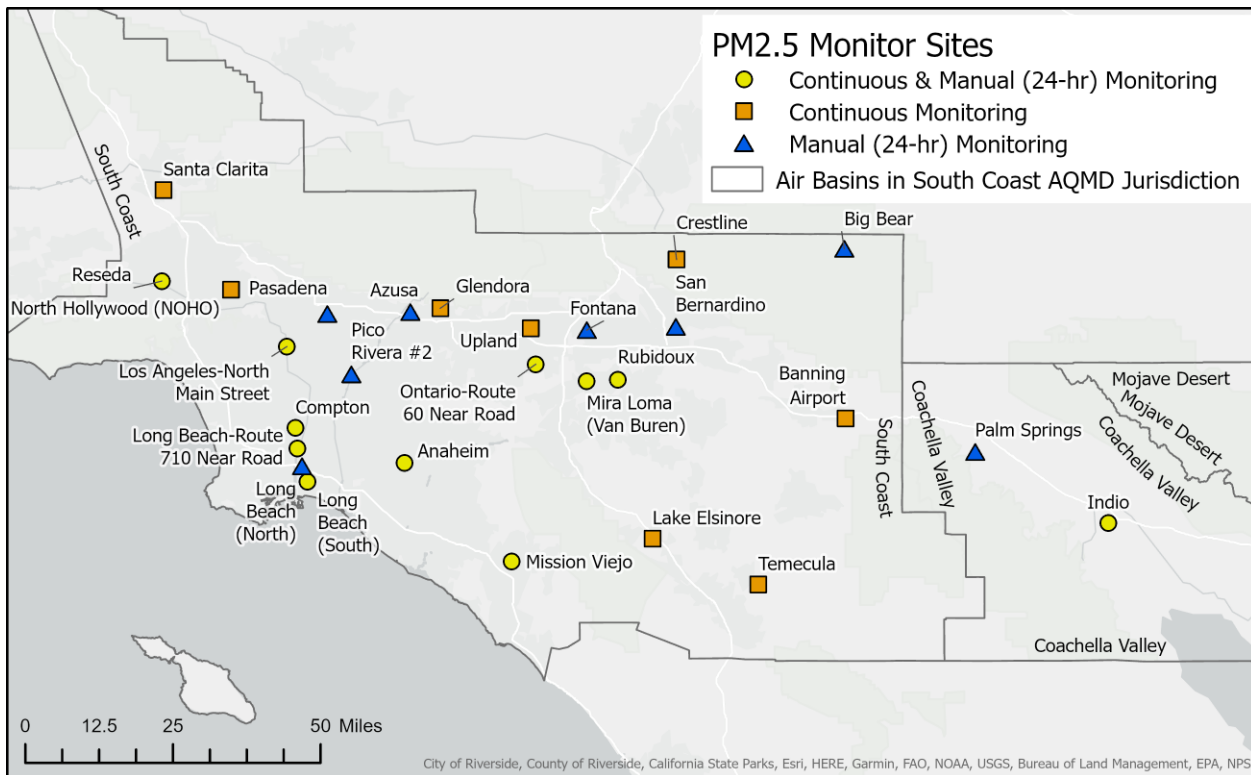 PM2.5 Monitor Sites
Continuous & Manual (24-hr) Monitoring
Continuous Monitoring
Manual (24-hr) Monitoring
Air Basins in South Coast AQMD Jurisdiction
South Coast
Santa Clarita
Crestline
Big Bear
Reseda
North Hollywood (NOHO)
Pasadena
Azusa
Glendora
San
Bernardino
Fontana
Pico
Rivera #2
Upland
Rubidoux
Los Angeles-North
Main Street
Ontario-Route
60 Near Road
Mira Loma
(Van Buren)
Banning
Airport
Mojave Desert
Mojave Desert
Coachella Valley
Coachella Valley
South Coast
Compton
Long Beach-Route
710 Near Road
Anaheim
Palm Springs
Long
Beach
(North)
Long
Beach
(South)
Indio
Lake Elsinore
Mission Viejo
Temecula
Coachella Valley
0 12.5 25 50 Miles
City of Riverside, County of Riverside, California State Parks, Esri, HERE, Garmin, FAO, NOAA, USGS, Bureau of Land Management, EPA, NPS